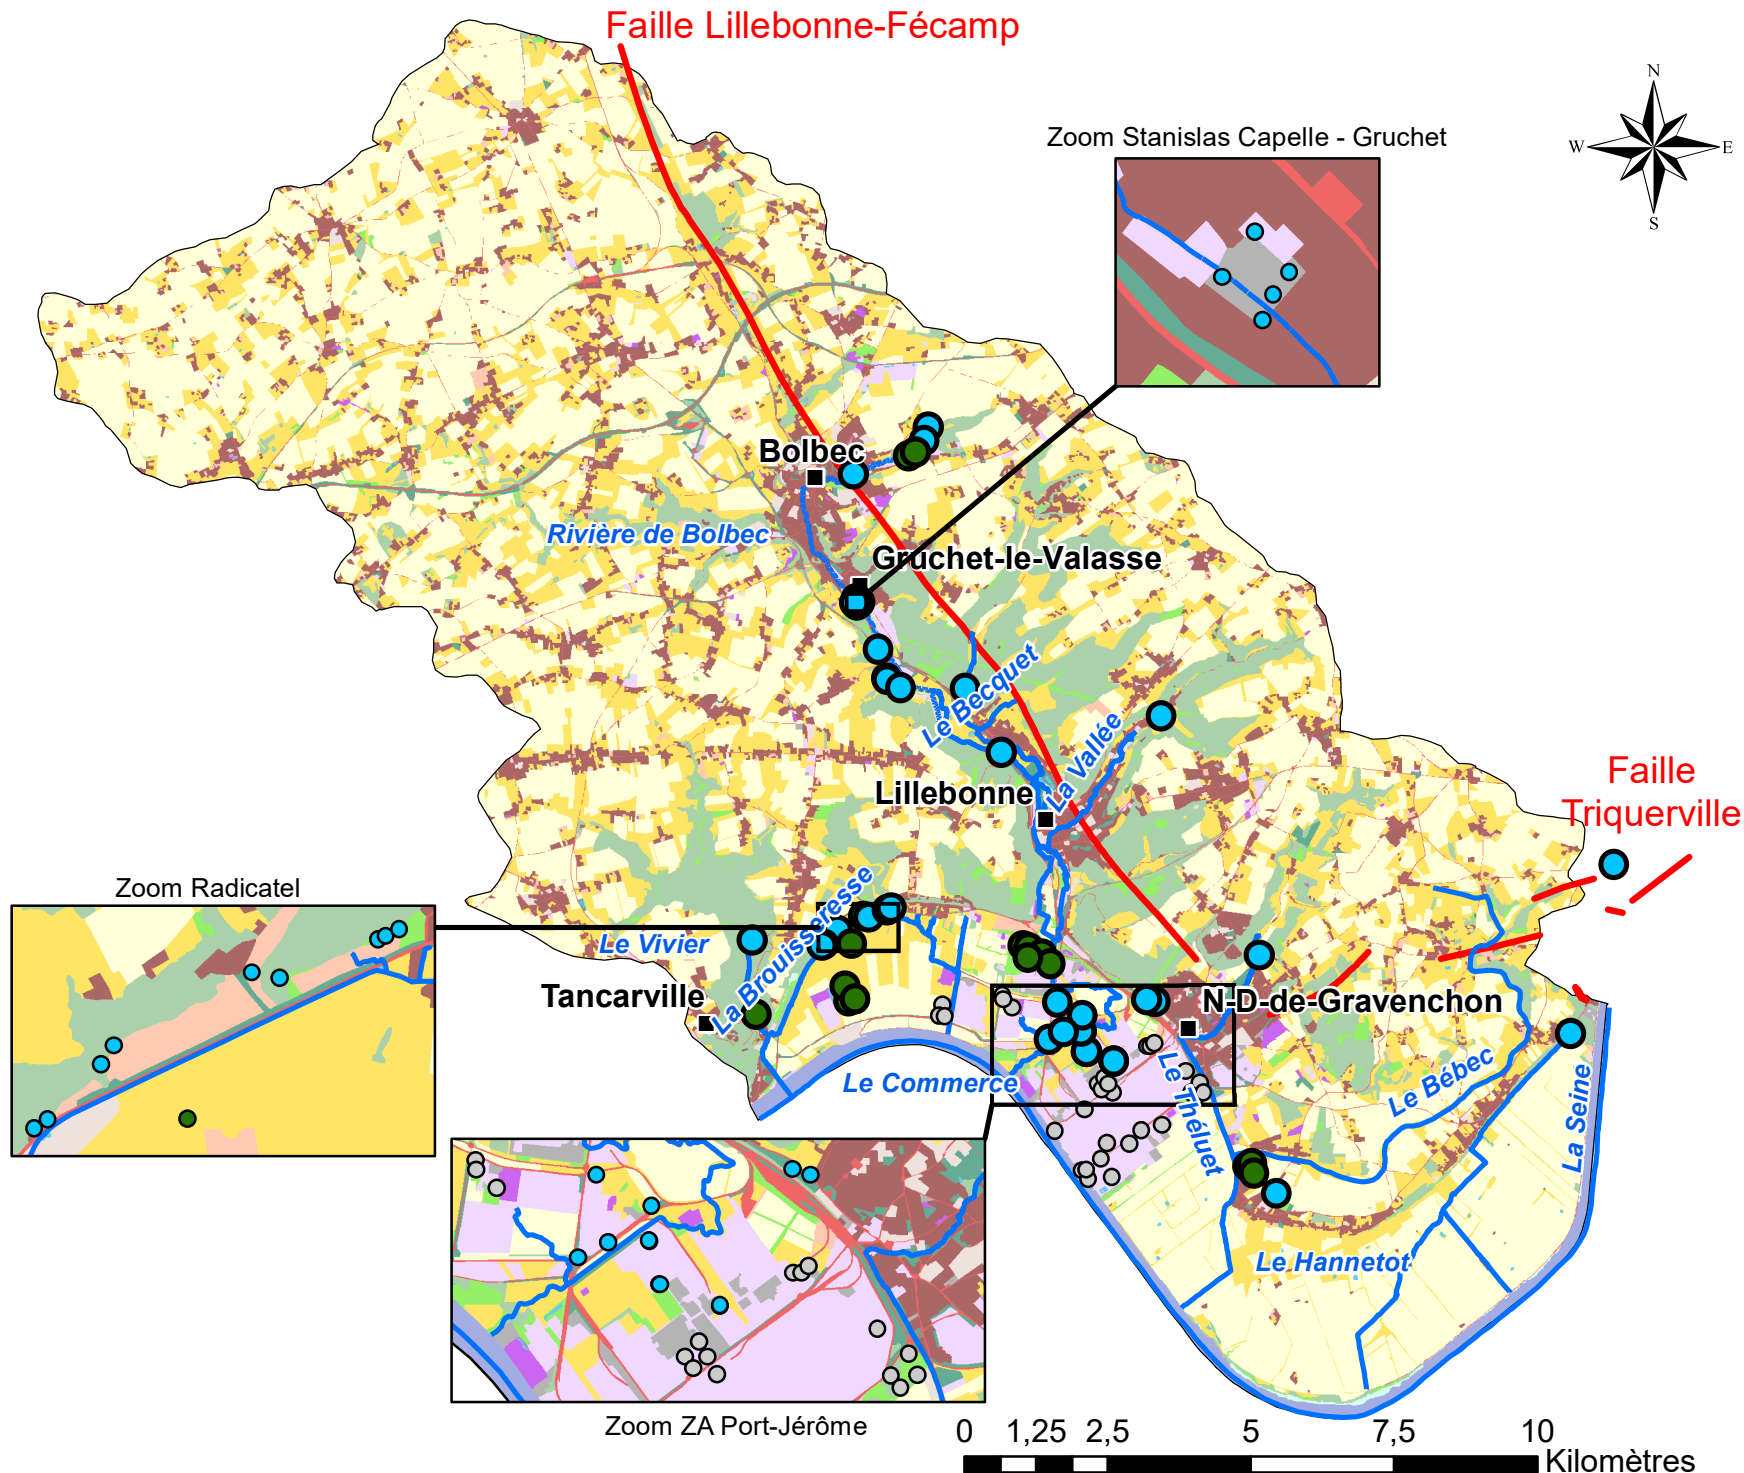 Faille Lillebonne-Fécamp
N
W
E
S
Zoom Stanislas Capelle - Gruchet
Bolbec
Rivière de Bolbec
Gruchet-le-Valasse
Le Becquet
La Vallée
Lillebonne
Faille
Triquerville
Zoom Radicatel
Le Vivier
La Brouisseresse
Tancarville
N-D-de-Gravenchon
Le Commerce
Le Théluet
Le Bébec
La Seine
Le Hannetot
Zoom ZA Port-Jérôme
0 1,25 2,5 5 7,5 10
Kilomètres